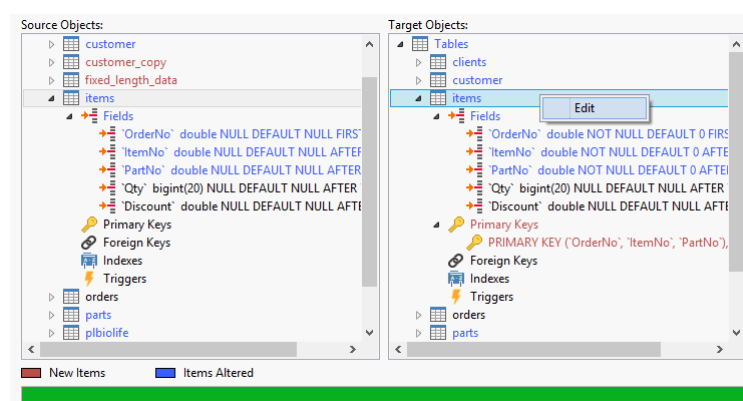 Source Objects:
customer
customer_copy
fixed_length_data
items
Fields
`OrderNo` double NULL DEFAULT NULL FIRST
`ItemNo` double NULL DEFAULT NULL AFTER
`PartNo` double NULL DEFAULT NULL AFTER
`Qty` bigint(20) NULL DEFAULT NULL AFTER
`Discount` double NULL DEFAULT NULL AFTE
Primary Keys
Foreign Keys
Indexes
Triggers
orders
parts
plbiolife
New Items
Items Altered
Target Objects:
Tables
clients
customer
items
Edit
Fields
`OrderNo` double NOT NULL DEFAULT 0 FIRS
`ItemNo` double NOT NULL DEFAULT 0 AFTE
`PartNo` double NOT NULL DEFAULT 0 AFTE
`Qty` bigint(20) NULL DEFAULT NULL AFTER
`Discount` double NULL DEFAULT NULL AFTE
Primary Keys
PRIMARY KEY (`OrderNo`, `ItemNo`, `PartNo`),
Foreign Keys
Indexes
Triggers
orders
parts